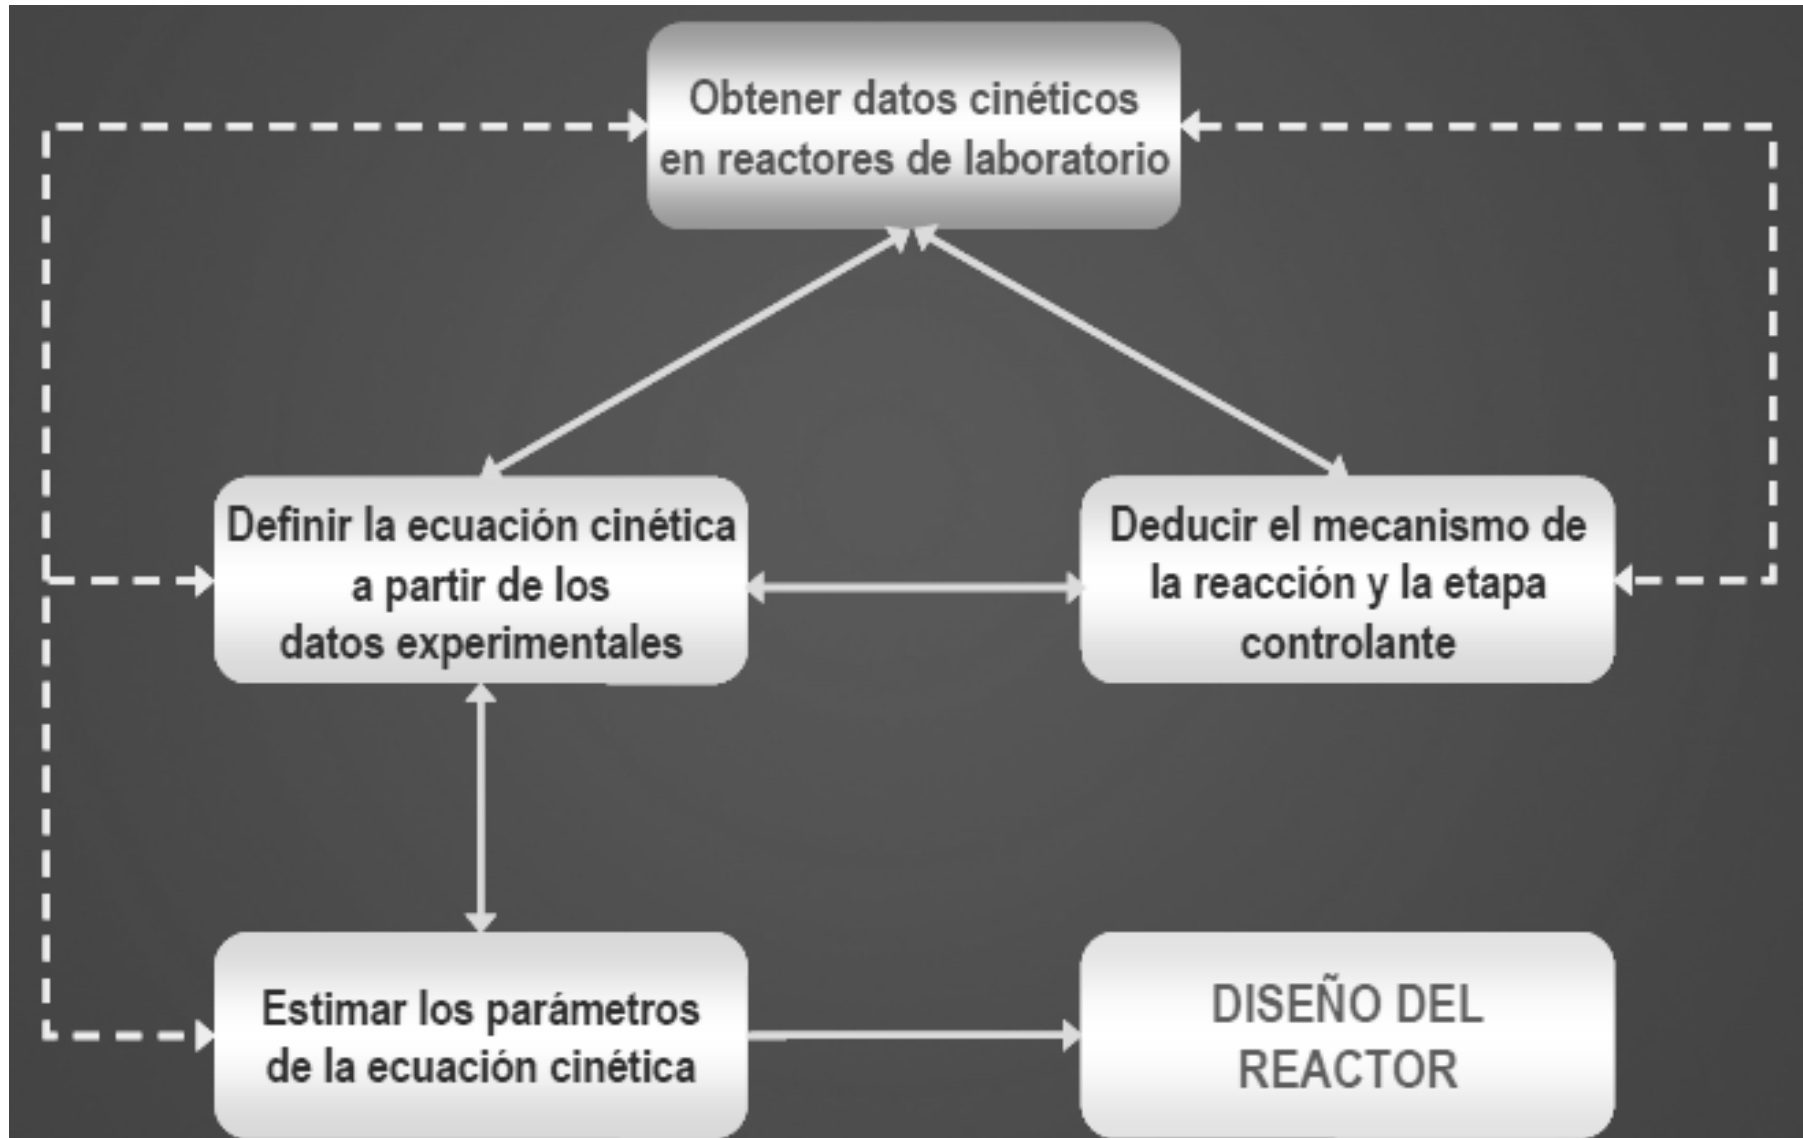 Obtener datos cinéticos
en reactores de laboratorio
Definir la ecuación cinética
a partir de los
datos experimentales
Deducir el mecanismo de
la reacción y la etapa
controlante
Estimar los parámetros
de la ecuación cinética
DISEÑO DEL
REACTOR